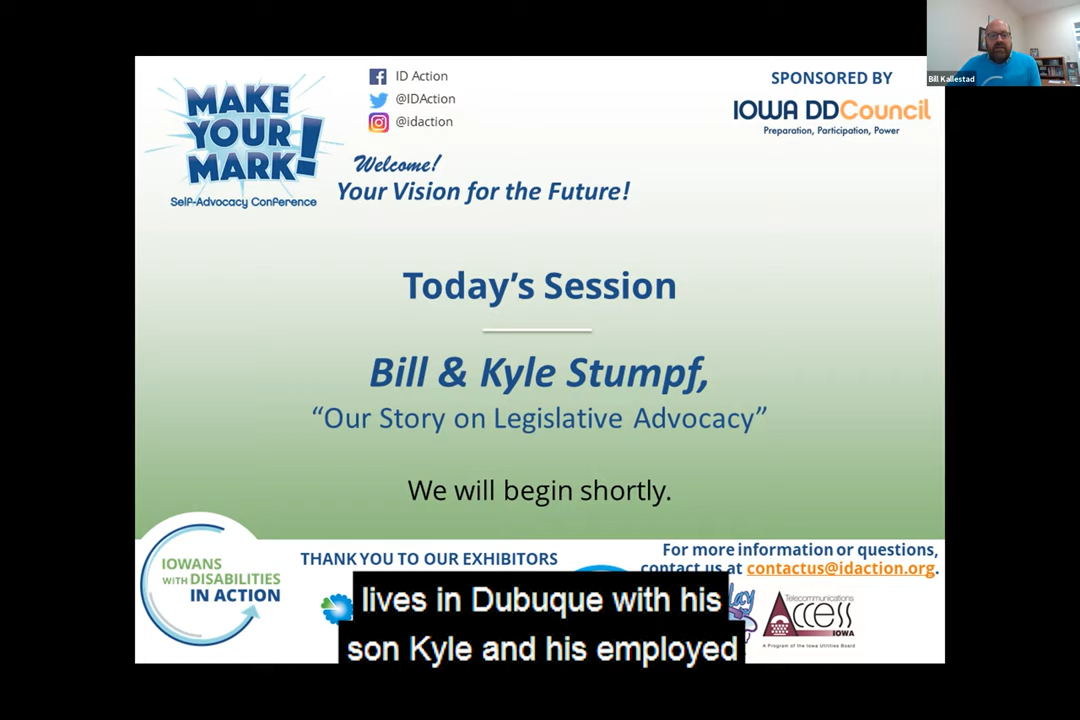 Bill Kallestad
MAKE
YOUR
MARK!
Self-Advocacy Conference
ID Action
@IDAction
@idaction
SPONSORED BY
IOWA DDCouncil
Preparation, Participation, Power
Welcome!
Your Vision for the Future!
Today's Session
Bill & Kyle Stumpf,
“Our Story on Legislative Advocacy”
We will begin shortly.
IOWANS
WITH DISABILITIES
IN ACTION
THANK YOU TO OUR EXHIBITORS
For more information or questions,
contact us at contactus@idaction.org.
Telecommunications
ACCESS
IOWA
A Program of the Iowa Utilities Board
lives in Dubuque with his
son Kyle and his employed